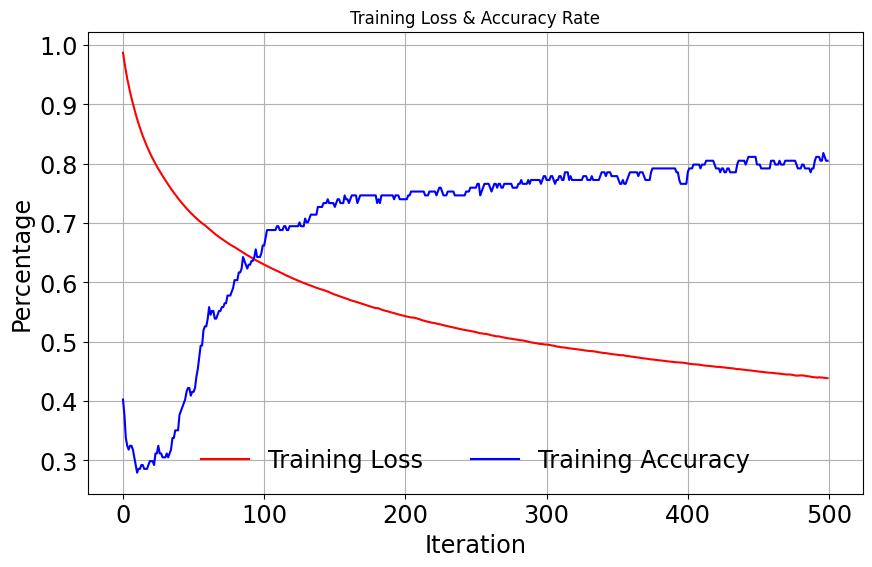 Training Loss & Accuracy Rate
1.0
0.9
0.8
0.7
0.6
0.5
0.4
0.3
Percentage
Training Loss
Training Accuracy
0 100 200 300 400 500
Iteration